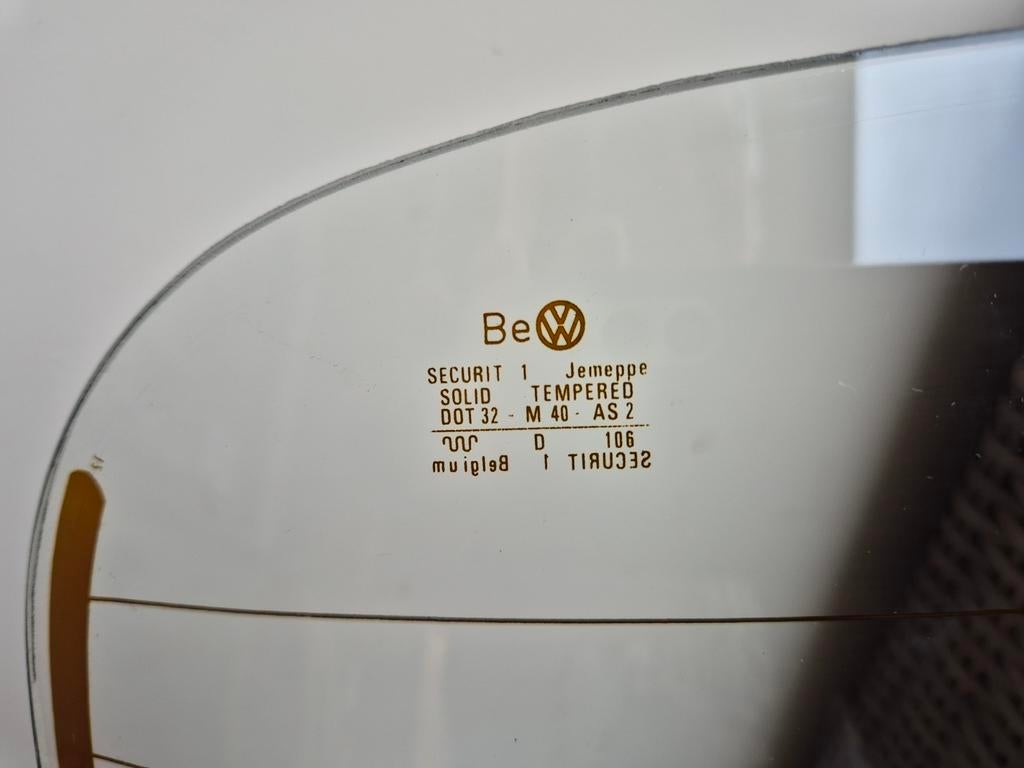 Be VW
SECURIT 1 Jemeppe
SOLID TEMPERED
DOT 32 - M 40 - AS 2
D 106
SECURIT 1 Belgium